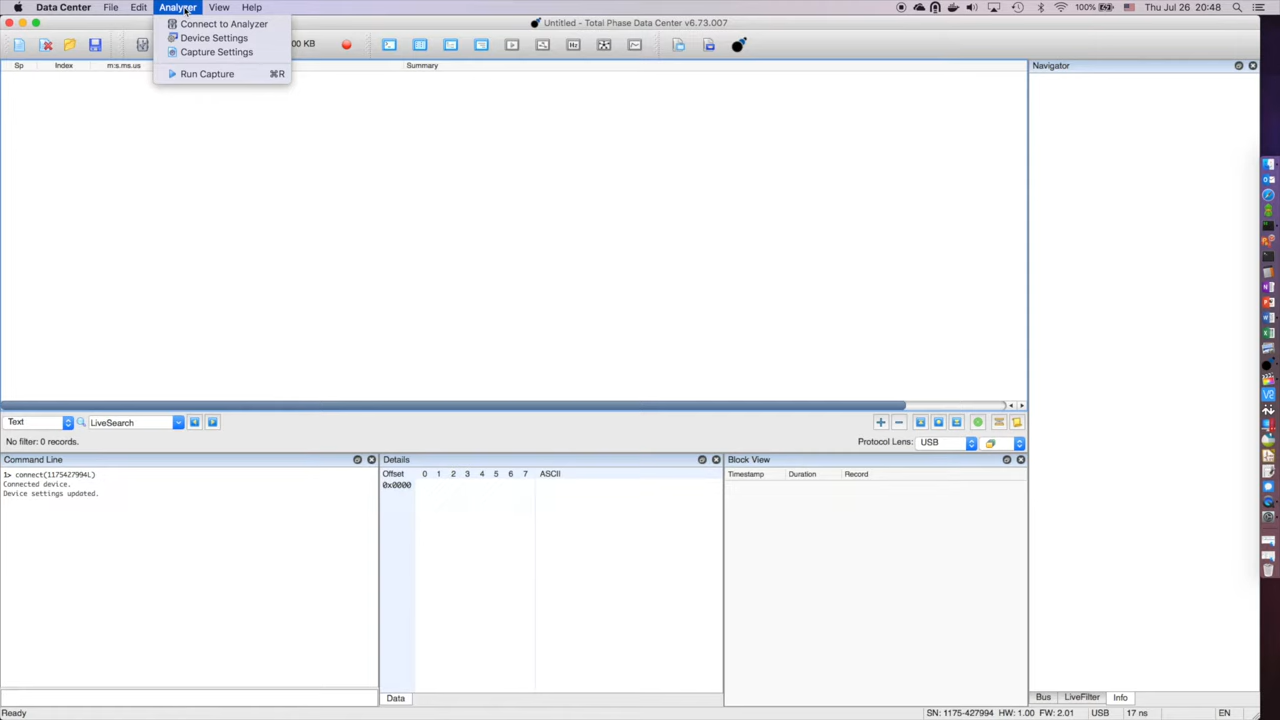 Data Center File Edit Analyzer View Help 100% Thu Jul 26 20:48
Connect to Analyzer
Device Settings
Capture Settings
Run Capture ⌘R
Untitled - Total Phase Data Center v6.73.007
00 KB
Hz
Sp Index m:s.ms.us Summary
Navigator
Text LiveSearch
No filter: 0 records.
Protocol Lens: USB
Command Line
1> connect(1175427994L)
Connected device.
Device settings updated.
Details
Offset 0 1 2 3 4 5 6 7 ASCII
0x0000
Data
Block View
Timestamp Duration Record
Bus LiveFilter Info
Ready
SN: 1175-427994 HW: 1.00 FW: 2.01 USB 17 ns EN